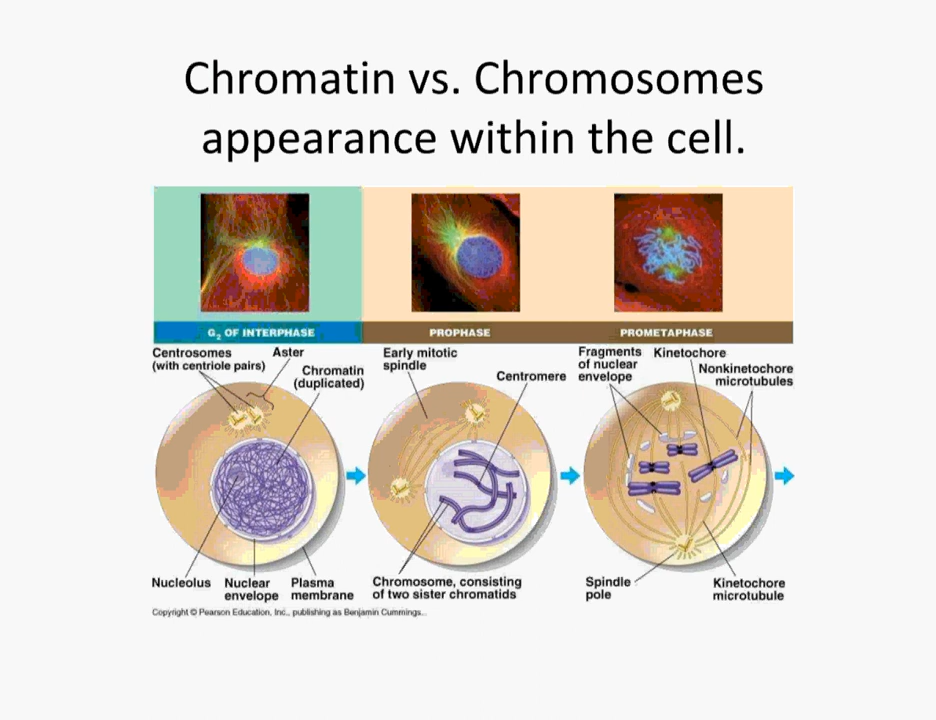 Chromatin vs. Chromosomes
appearance within the cell.
G2 OF INTERPHASE
PROPHASE
PROMETAPHASE
Centrosomes
(with centriole pairs)
Aster
Chromatin
(duplicated)
Early mitotic
spindle
Centromere
Fragments
of nuclear
envelope
Kinetochore
Nonkinetochore
microtubules
Nucleolus
Nuclear
envelope
Plasma
membrane
Chromosome, consisting
of two sister chromatids
Spindle
pole
Kinetochore
microtubule
Copyright © Pearson Education, Inc., publishing as Benjamin Cummings.